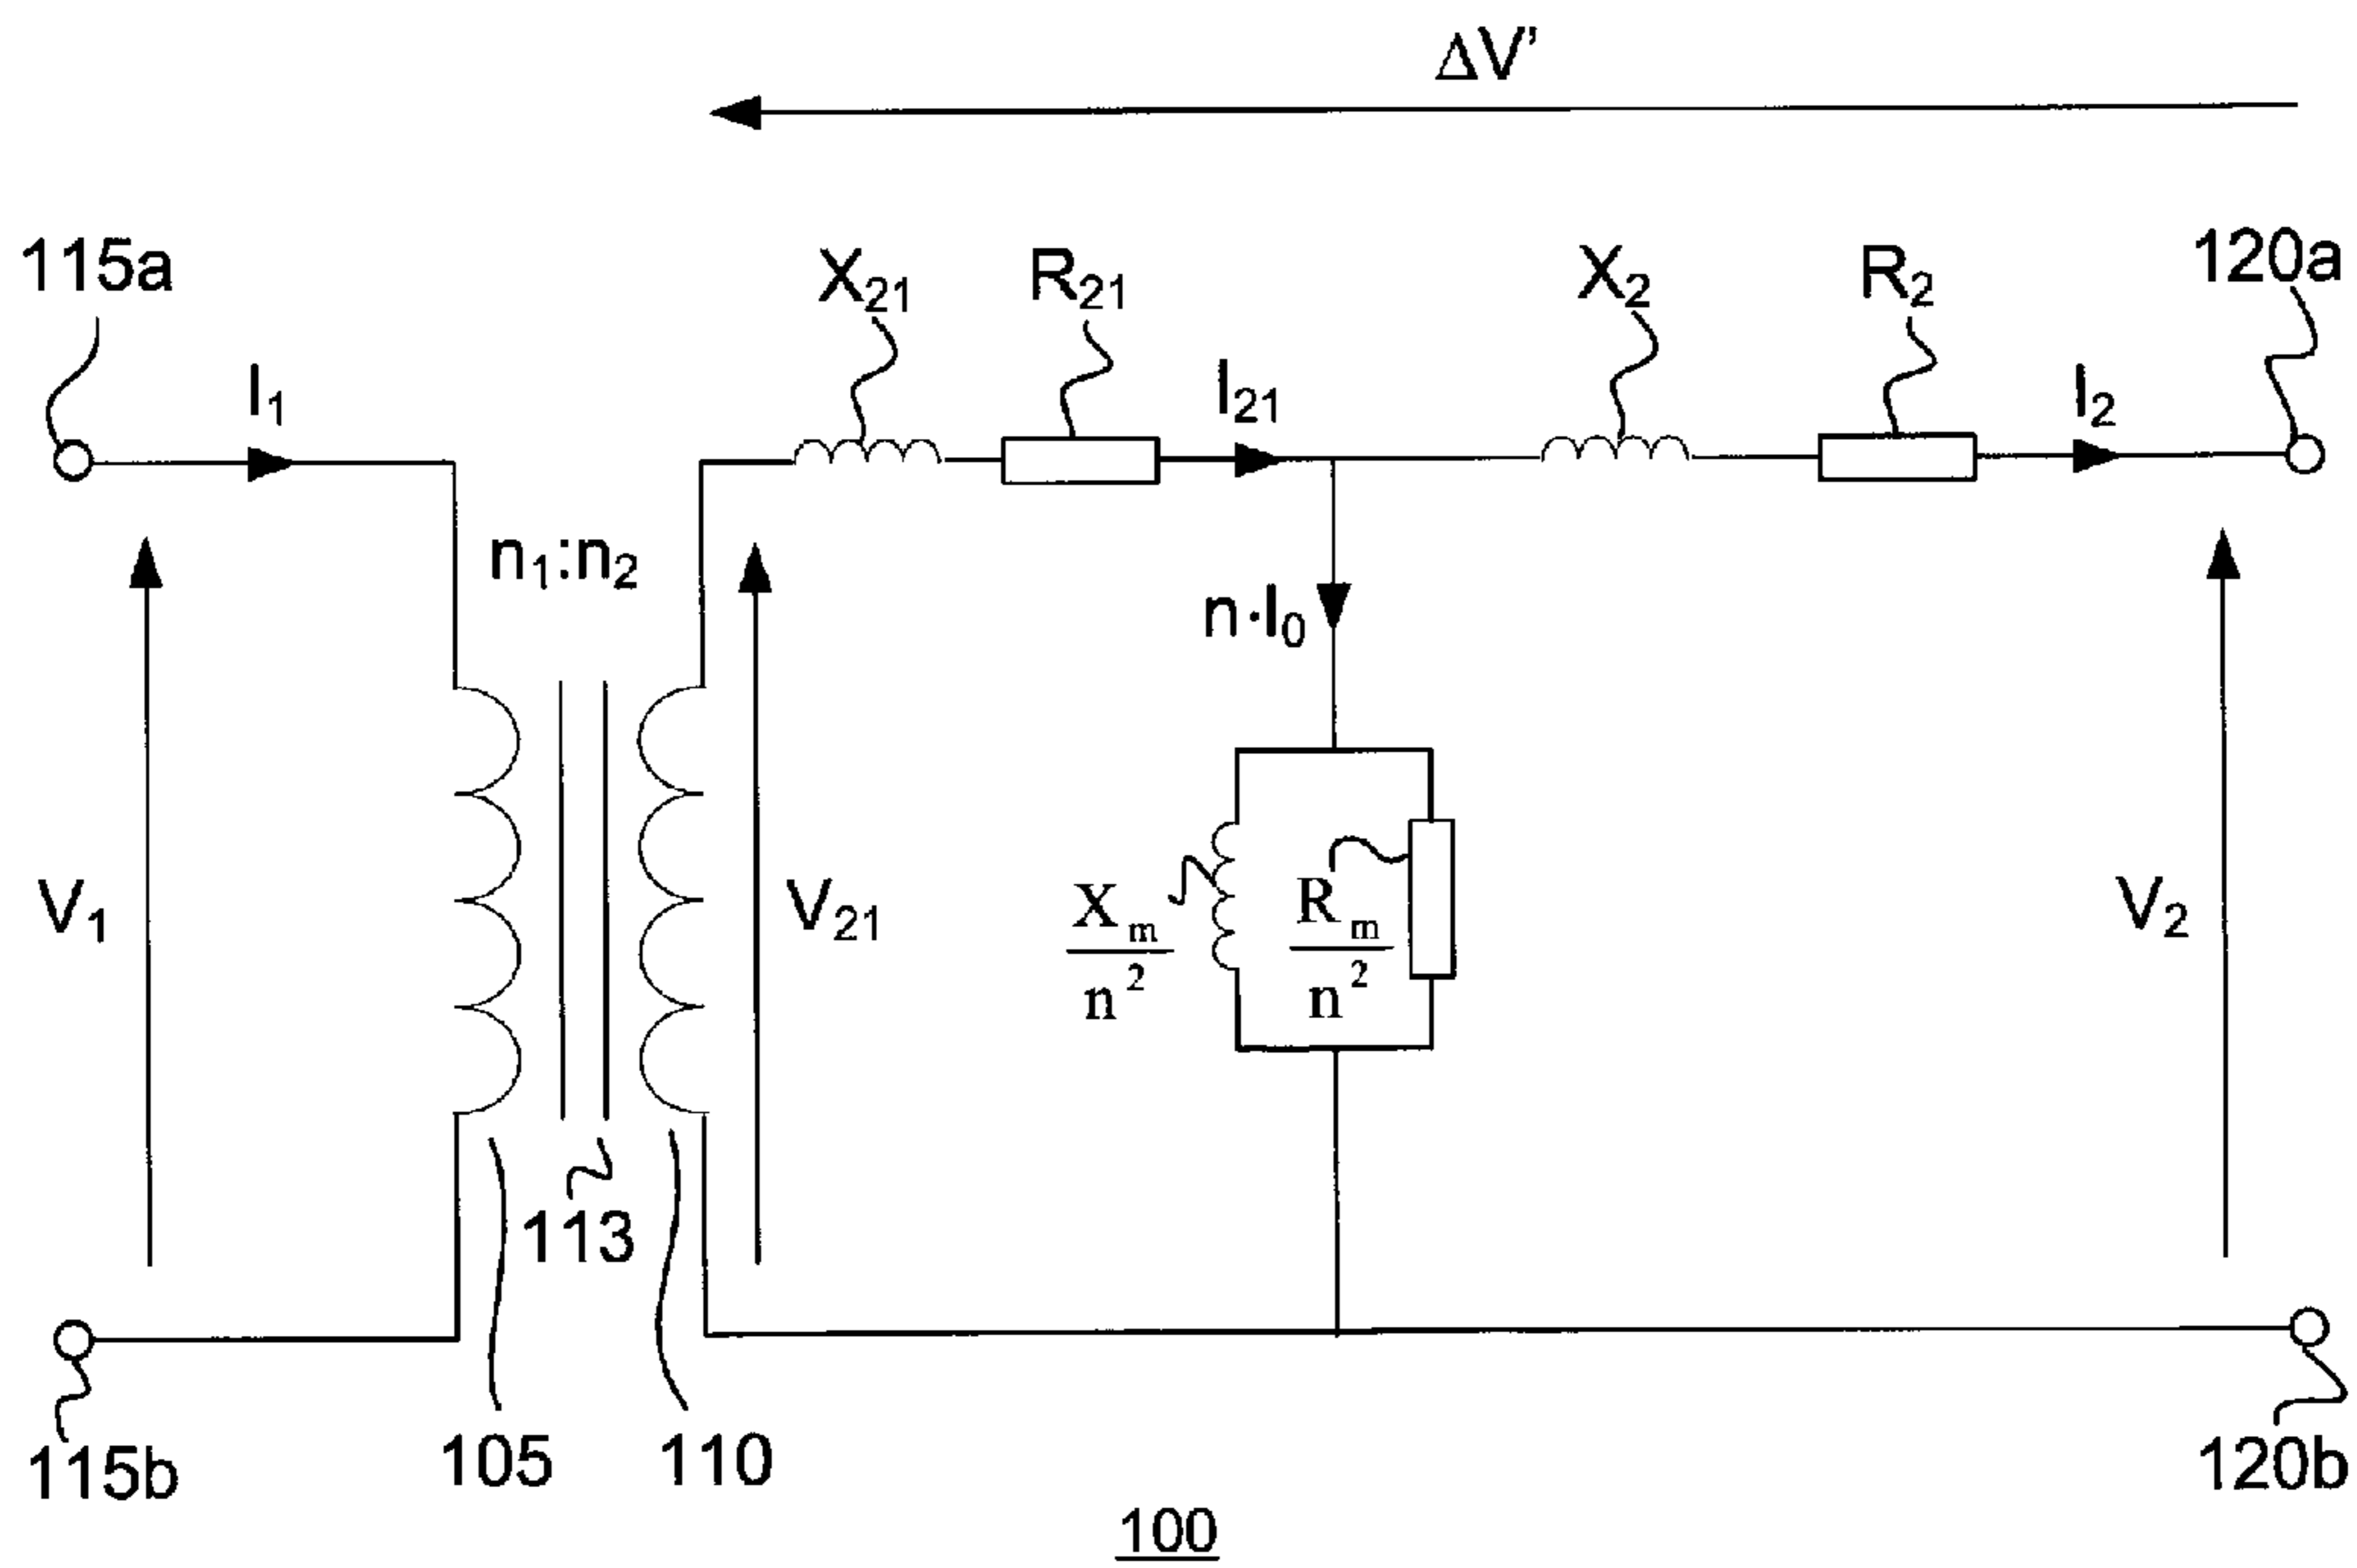 ΔV'
115a
X21
R21
X2
R2
120a
I1
I21
I2
n1:n2
n·I0
V1
V21
Xm
n2
Rm
n2
V2
113
115b
105
110
120b
100